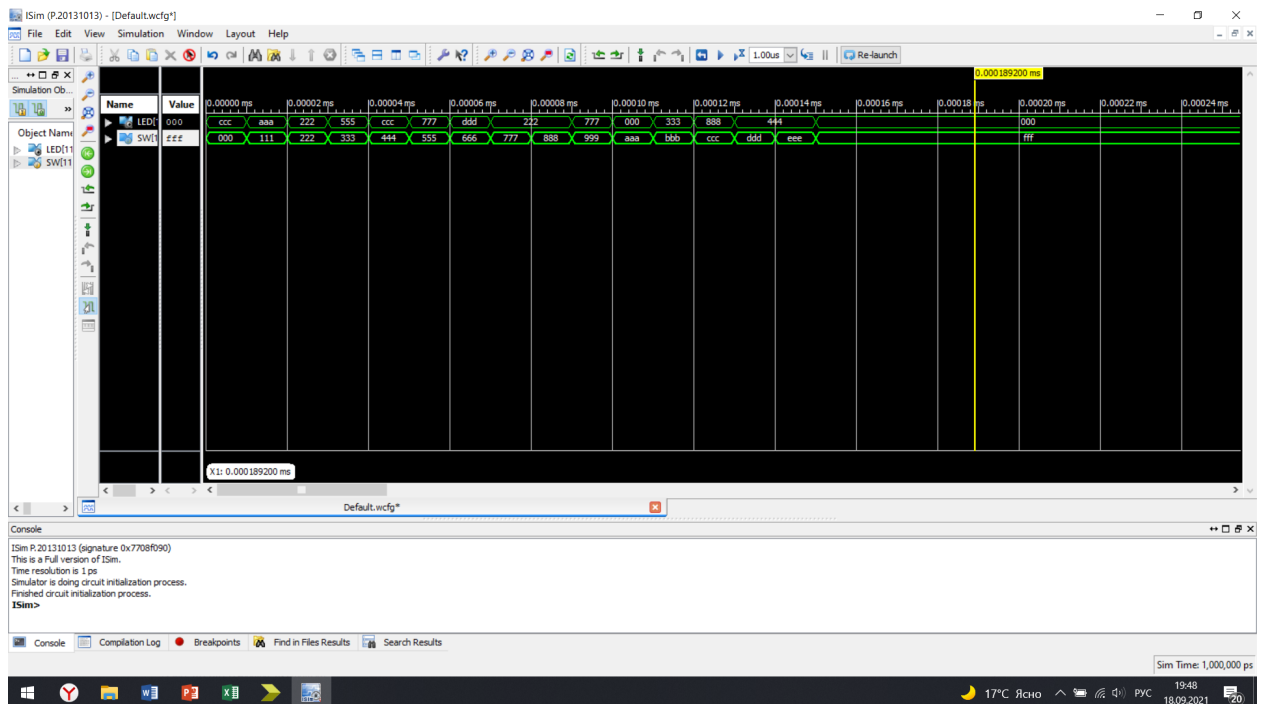 ISim (P.20131013) - [Default.wcfg*]
File Edit View Simulation Window Layout Help
1.00us Re-launch
Simulation Ob...
Object Name
LED[11
SW[11
0.000189200 ms
Name Value 0.00000 ms 0.00002 ms 0.00004 ms 0.00006 ms 0.00008 ms 0.00010 ms 0.00012 ms 0.00014 ms 0.00016 ms 0.00018 ms 0.00020 ms 0.00022 ms 0.00024 ms
LED[1 000 ccc aaa 222 555 ccc 777 ddd 222 777 000 333 888 444 000
SW[1 fff 000 111 222 333 444 555 666 777 888 999 aaa bbb ccc ddd eee fff
X1: 0.000189200 ms
Default.wcfg*
Console
ISim P.20131013 (signature 0x7708f090)
This is a Full version of ISim.
Time resolution is 1 ps
Simulator is doing circuit initialization process.
Finished circuit initialization process.
ISim>
Console Compilation Log Breakpoints Find in Files Results Search Results
Sim Time: 1,000,000 ps
17°C Ясно РУС 19:48
18.09.2021 20